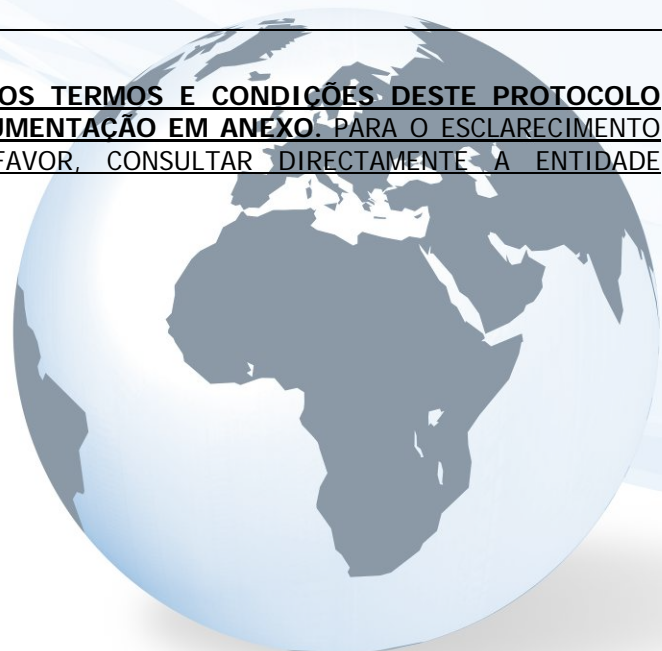 OS TERMOS E CONDIÇÕES DESTE PROTOCOLO
UMENTAÇÃO EM ANEXO. PARA O ESCLARECIMENTO
FAVOR, CONSULTAR DIRECTAMENTE A ENTIDADE